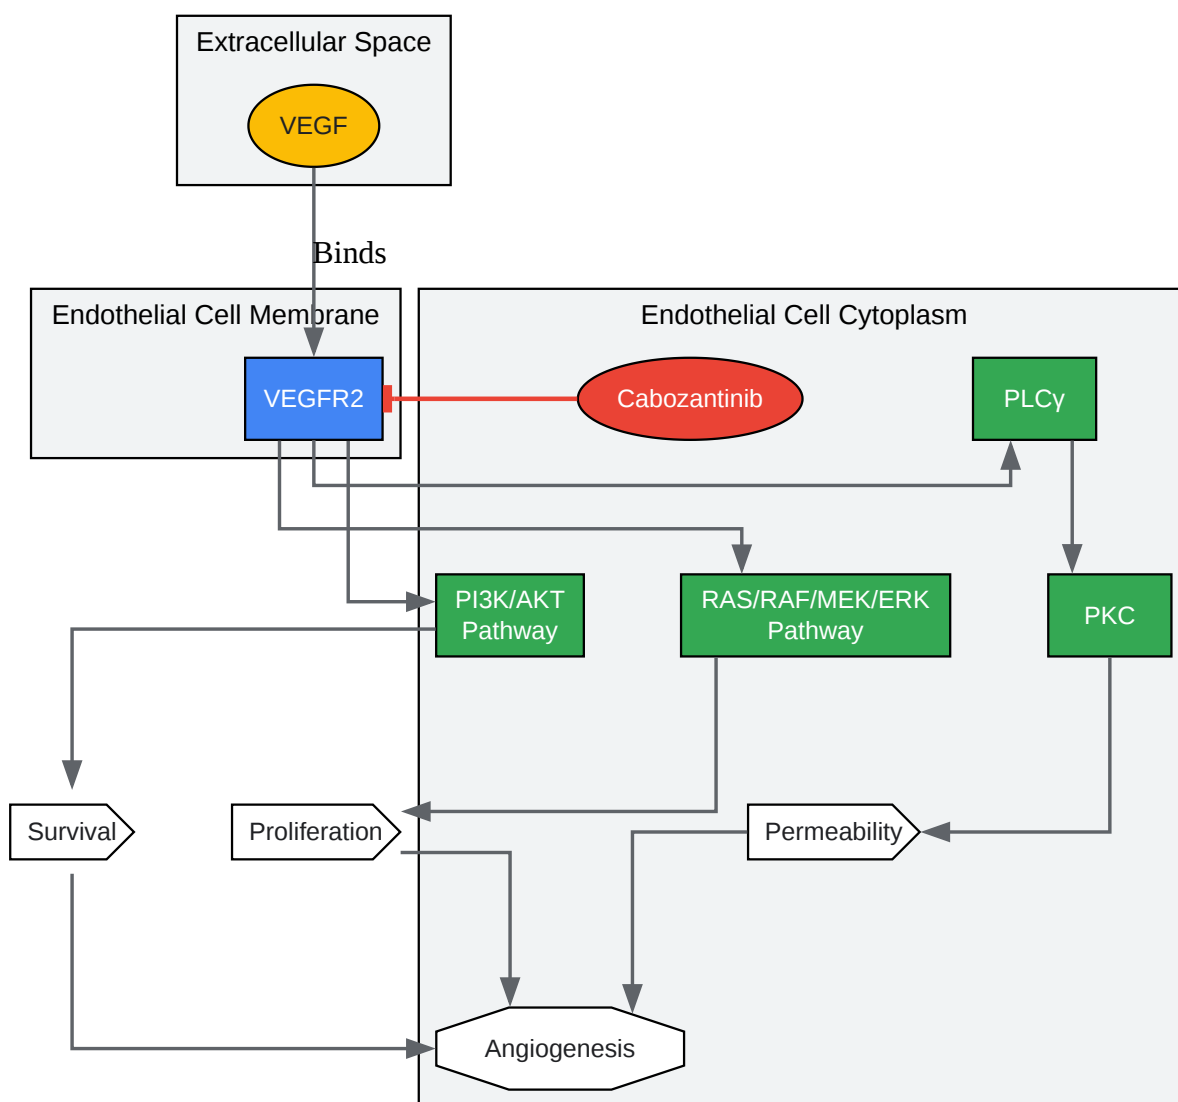 Extracellular Space
VEGF
Binds
Endothelial Cell Membrane
Endothelial Cell Cytoplasm
VEGFR2
Cabozantinib
PLCγ
PI3K/AKT
Pathway
RAS/RAF/MEK/ERK
Pathway
PKC
Survival
Proliferation
Permeability
Angiogenesis